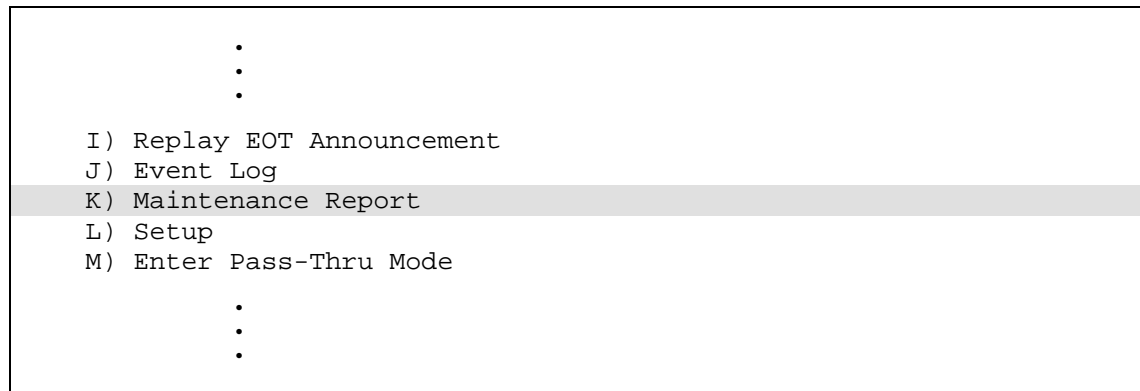 I) Replay EOT Announcement
J) Event Log
K) Maintenance Report
L) Setup
M) Enter Pass-Thru Mode